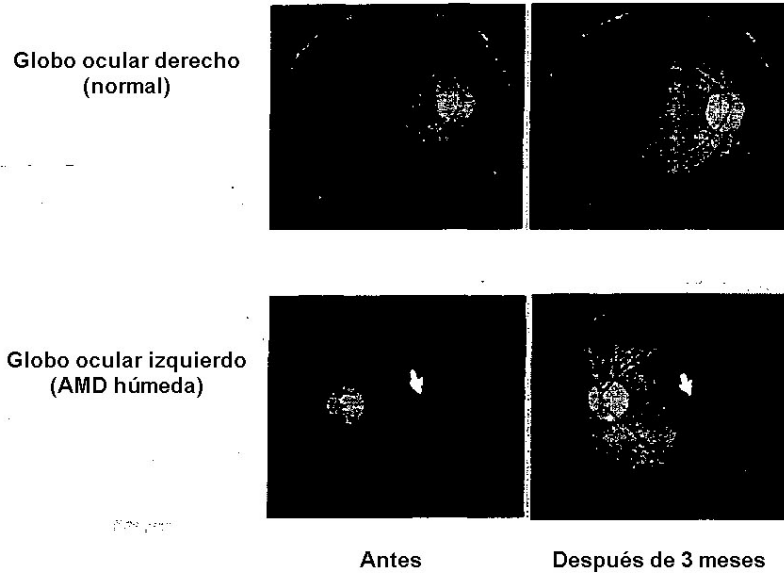 Globo ocular derecho
(normal)
Globo ocular izquierdo
(AMD húmeda)
Antes
Después de 3 meses